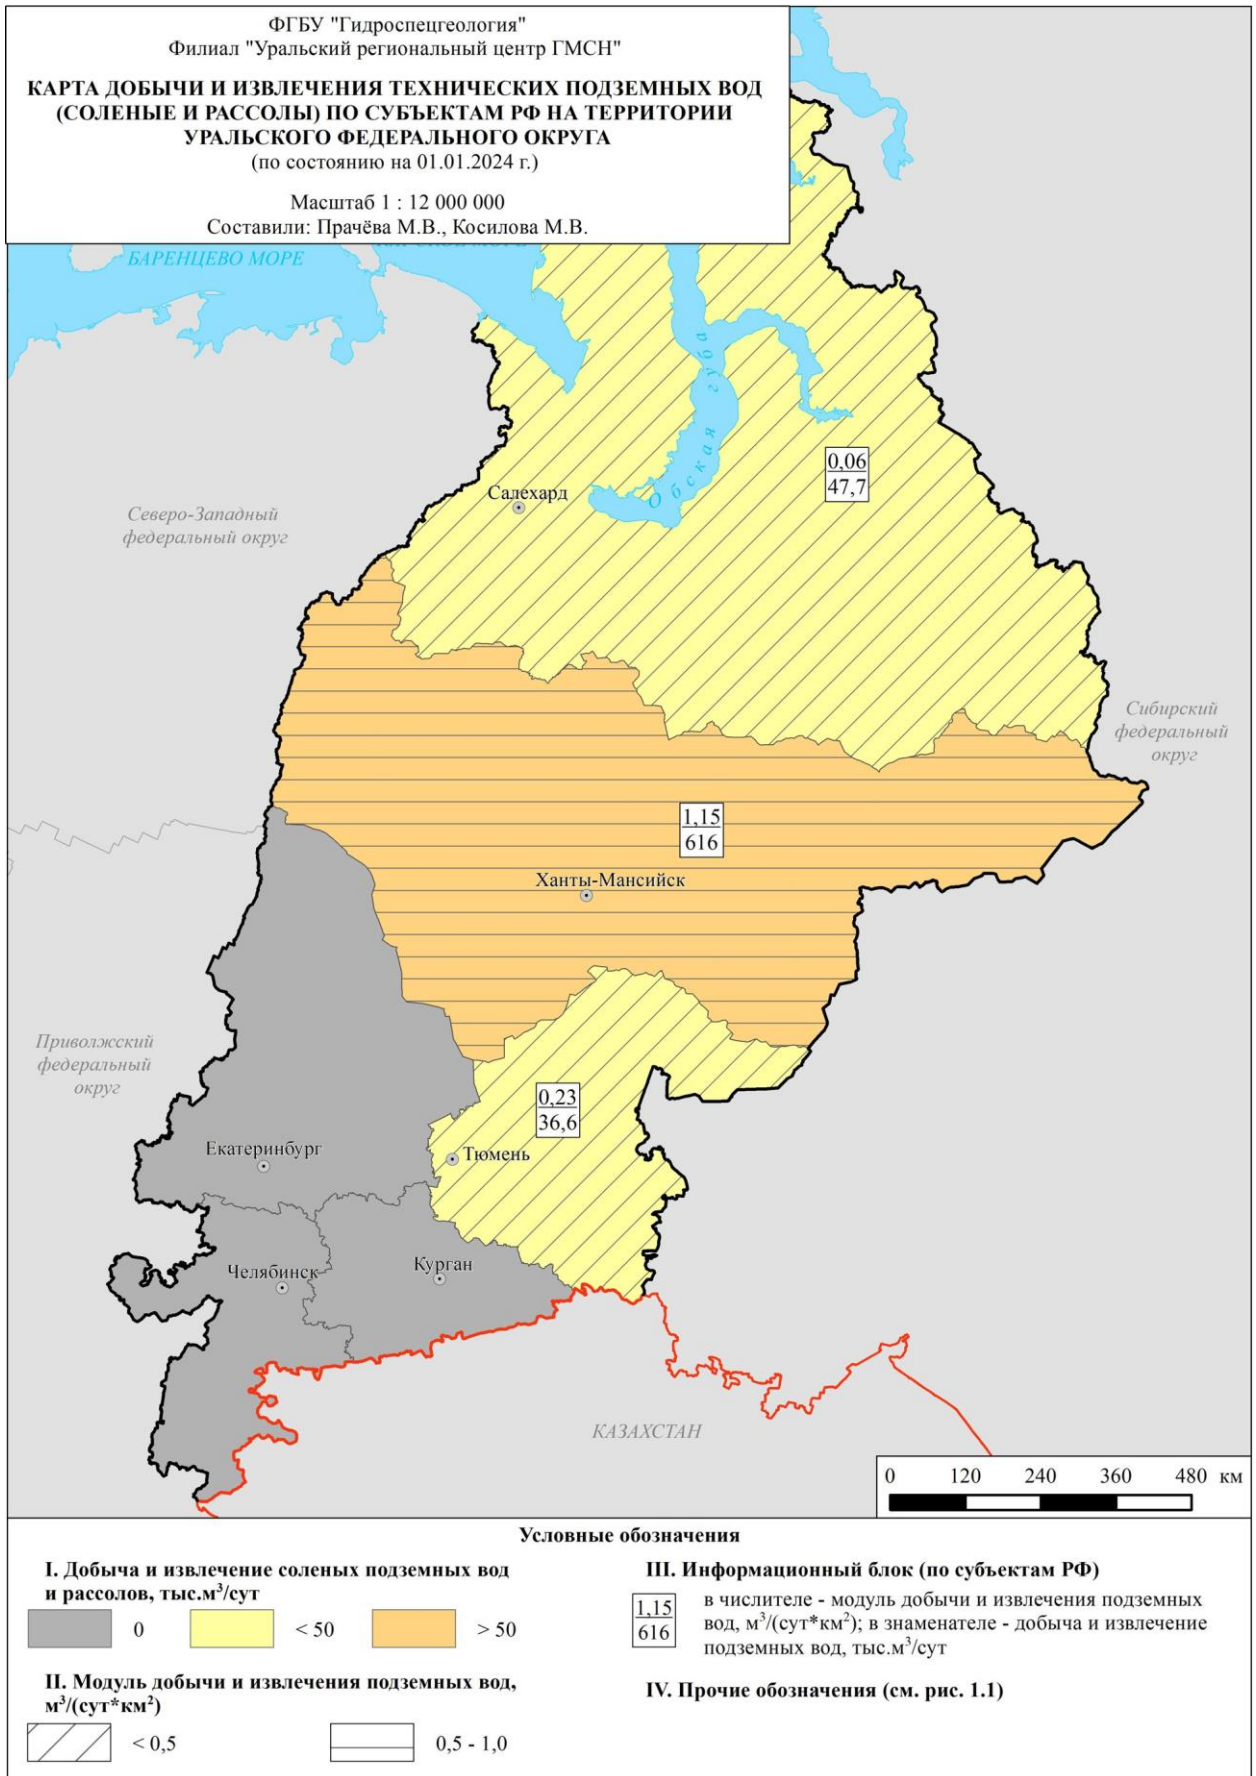 ФГБУ "Гидроспецгеология"
Филиал "Уральский региональный центр ГМСН"
КАРТА ДОБЫЧИ И ИЗВЛЕЧЕНИЯ ТЕХНИЧЕСКИХ ПОДЗЕМНЫХ ВОД
(СОЛЕНЫЕ И РАССОЛЫ) ПО СУБЪЕКТАМ РФ НА ТЕРРИТОРИИ
УРАЛЬСКОГО ФЕДЕРАЛЬНОГО ОКРУГА
(по состоянию на 01.01.2024 г.)
Масштаб 1 : 12 000 000
Составили: Прачёва М.В., Косилова М.В.
БАРЕНЦЕВО МОРЕ
Обская губа
0,06
47,7
Салехард
Северо-Западный
федеральный округ
Сибирский
федеральный
округ
1,15
616
Ханты-Мансийск
Приволжский
федеральный
округ
0,23
36,6
Екатеринбург
Тюмень
Челябинск
Курган
КАЗАХСТАН
0 120 240 360 480 км
Условные обозначения
I. Добыча и извлечение соленых подземных вод
и рассолов, тыс.м³/сут
0 < 50 > 50
II. Модуль добычи и извлечения подземных вод,
м³/(сут*км²)
< 0,5 0,5 - 1,0
III. Информационный блок (по субъектам РФ)
1,15
616
в числителе - модуль добычи и извлечения подземных
вод, м³/(сут*км²); в знаменателе - добыча и извлечение
подземных вод, тыс.м³/сут
IV. Прочие обозначения (см. рис. 1.1)